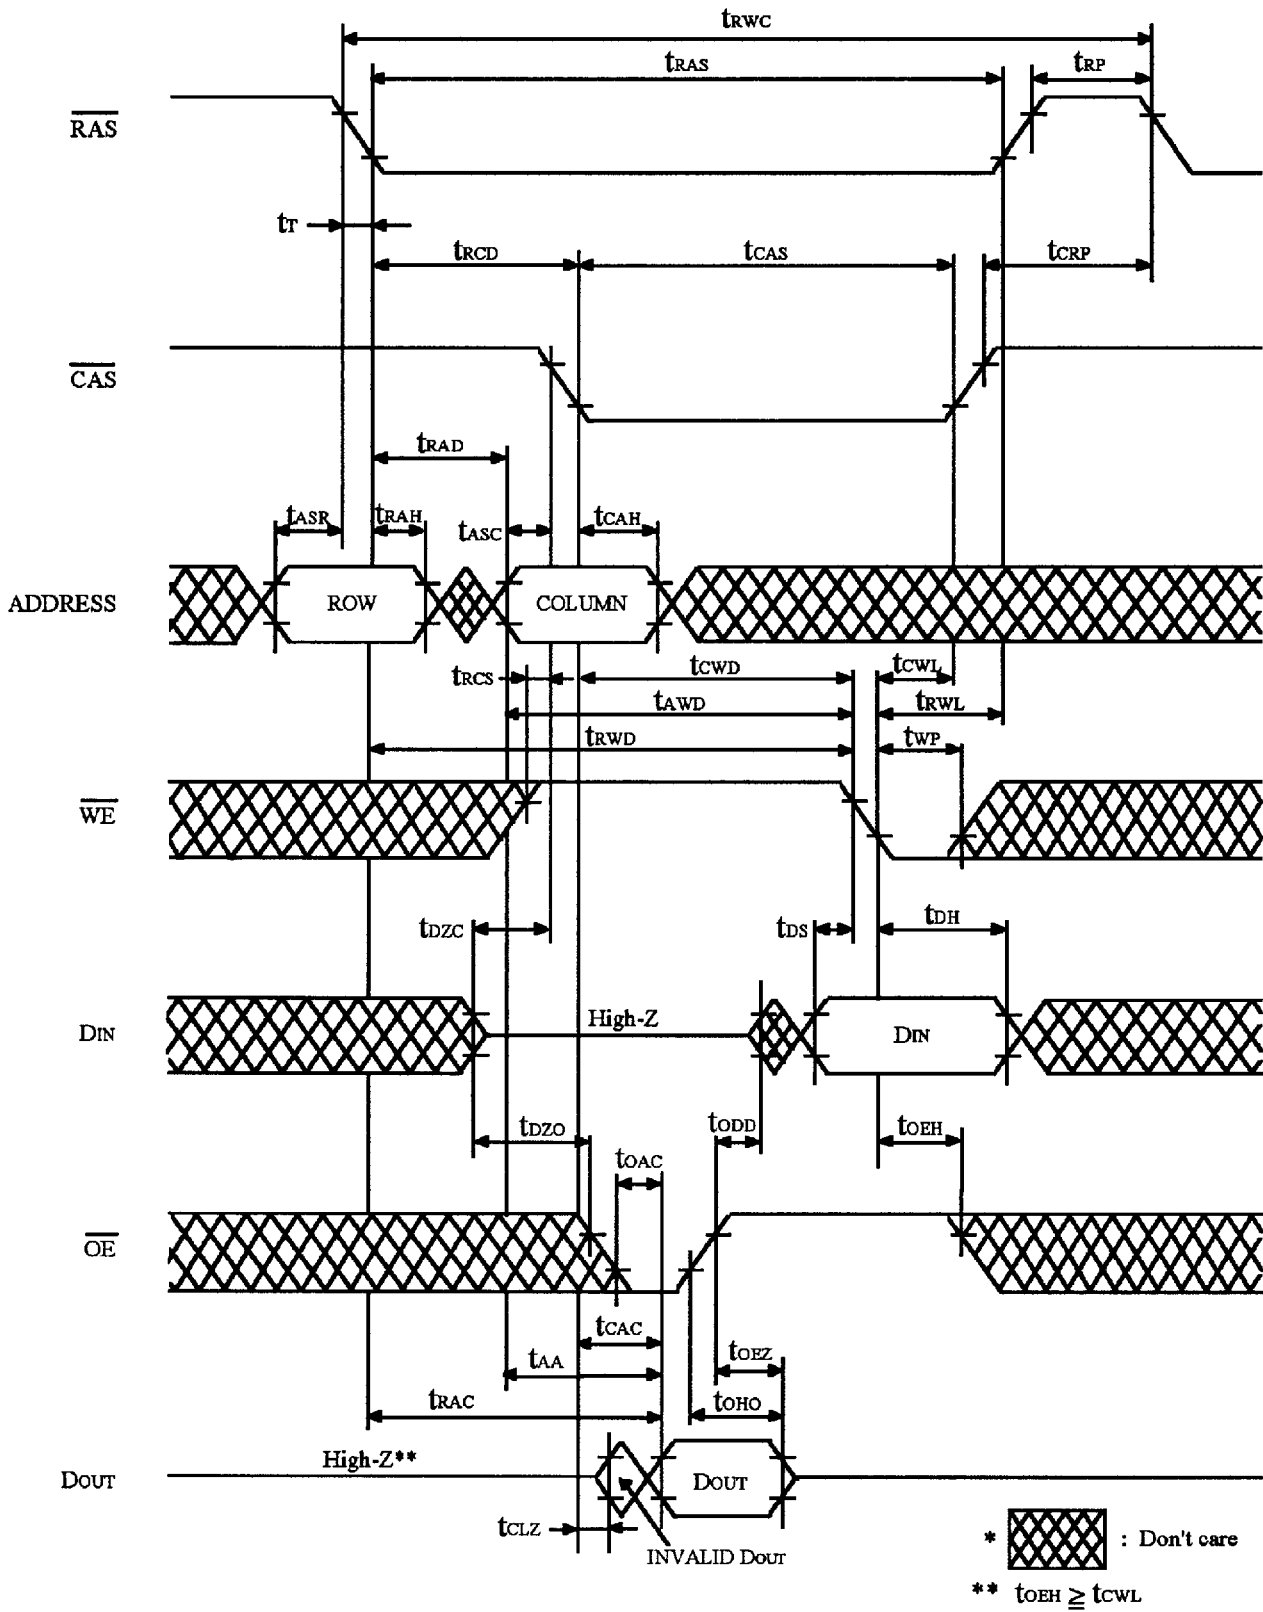 tRWC
tRAS
tRP
RAS
tT
tRCD
tCAS
tCRP
CAS
tRAD
tASR
tRAH
tASC
tCAH
ADDRESS
ROW
COLUMN
tRCS
tCWD
tCWL
tAWD
tRWL
tRWD
tWP
WE
tDZC
tDS
tDH
DIN
High-Z
DIN
tDZO
tODD
tOEH
tOAC
OE
tCAC
tAA
tOEZ
tRAC
tOHO
High-Z**
DOUT
DOUT
tCLZ
INVALID DOUT
* : Don't care
** tOEH ≧ tCWL